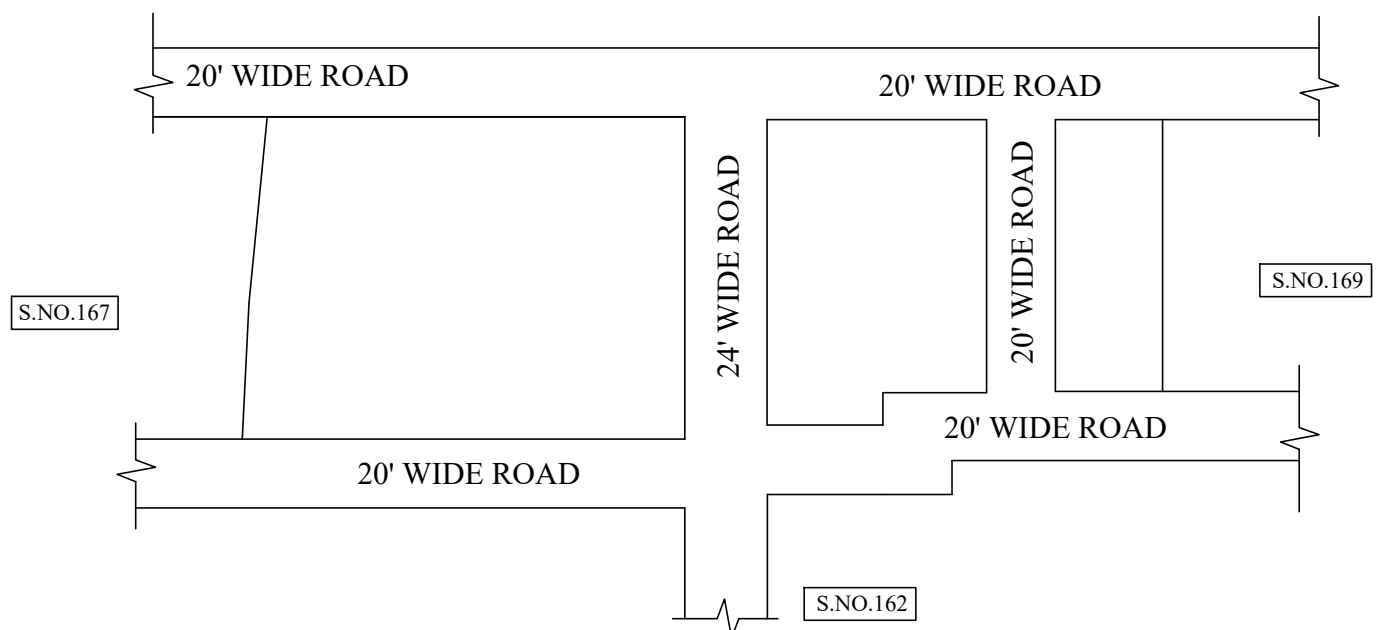 20' WIDE ROAD
20' WIDE ROAD
24' WIDE ROAD
20' WIDE ROAD
S.NO.167
S.NO.169
20' WIDE ROAD
20' WIDE ROAD
S.NO.162